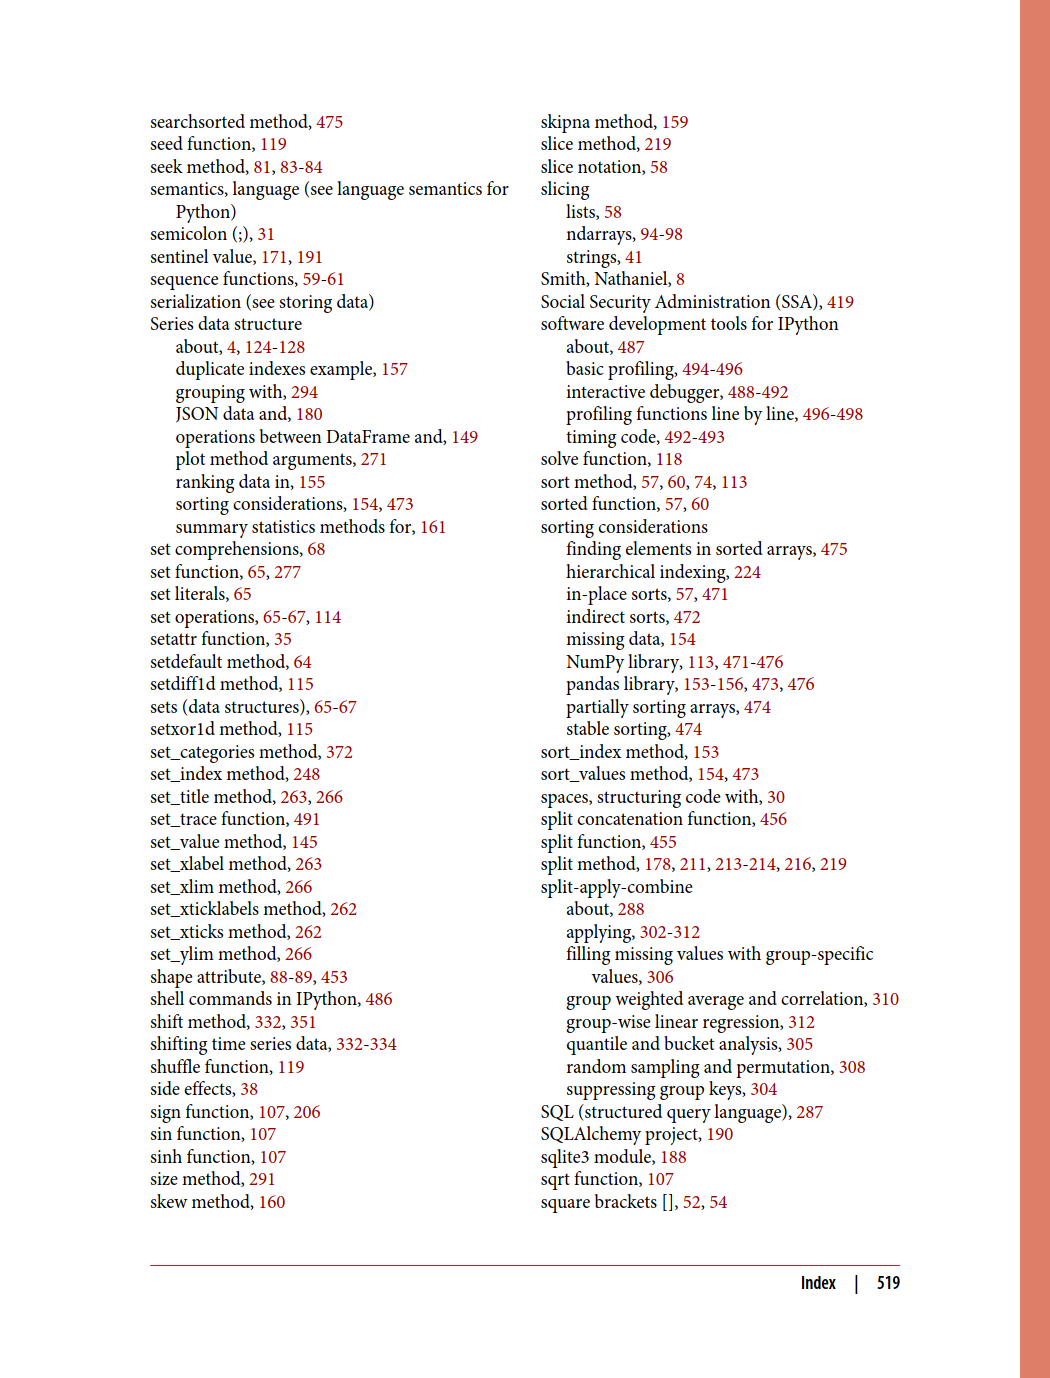 searchsorted method, 475
seed function, 119
seek method, 81, 83-84
semantics, language (see language semantics for
Python)
semicolon (;), 31
sentinel value, 171, 191
sequence functions, 59-61
serialization (see storing data)
Series data structure
about, 4, 124-128
duplicate indexes example, 157
grouping with, 294
JSON data and, 180
operations between DataFrame and, 149
plot method arguments, 271
ranking data in, 155
sorting considerations, 154, 473
summary statistics methods for, 161
set comprehensions, 68
set function, 65, 277
set literals, 65
set operations, 65-67, 114
setattr function, 35
setdefault method, 64
setdiff1d method, 115
sets (data structures), 65-67
setxor1d method, 115
set_categories method, 372
set_index method, 248
set_title method, 263, 266
set_trace function, 491
set_value method, 145
set_xlabel method, 263
set_xlim method, 266
set_xticklabels method, 262
set_xticks method, 262
set_ylim method, 266
shape attribute, 88-89, 453
shell commands in IPython, 486
shift method, 332, 351
shifting time series data, 332-334
shuffle function, 119
side effects, 38
sign function, 107, 206
sin function, 107
sinh function, 107
size method, 291
skew method, 160
skipna method, 159
slice method, 219
slice notation, 58
slicing
lists, 58
ndarrays, 94-98
strings, 41
Smith, Nathaniel, 8
Social Security Administration (SSA), 419
software development tools for IPython
about, 487
basic profiling, 494-496
interactive debugger, 488-492
profiling functions line by line, 496-498
timing code, 492-493
solve function, 118
sort method, 57, 60, 74, 113
sorted function, 57, 60
sorting considerations
finding elements in sorted arrays, 475
hierarchical indexing, 224
in-place sorts, 57, 471
indirect sorts, 472
missing data, 154
NumPy library, 113, 471-476
pandas library, 153-156, 473, 476
partially sorting arrays, 474
stable sorting, 474
sort_index method, 153
sort_values method, 154, 473
spaces, structuring code with, 30
split concatenation function, 456
split function, 455
split method, 178, 211, 213-214, 216, 219
split-apply-combine
about, 288
applying, 302-312
filling missing values with group-specific
values, 306
group weighted average and correlation, 310
group-wise linear regression, 312
quantile and bucket analysis, 305
random sampling and permutation, 308
suppressing group keys, 304
SQL (structured query language), 287
SQLAlchemy project, 190
sqlite3 module, 188
sqrt function, 107
square brackets [], 52, 54
Index | 519